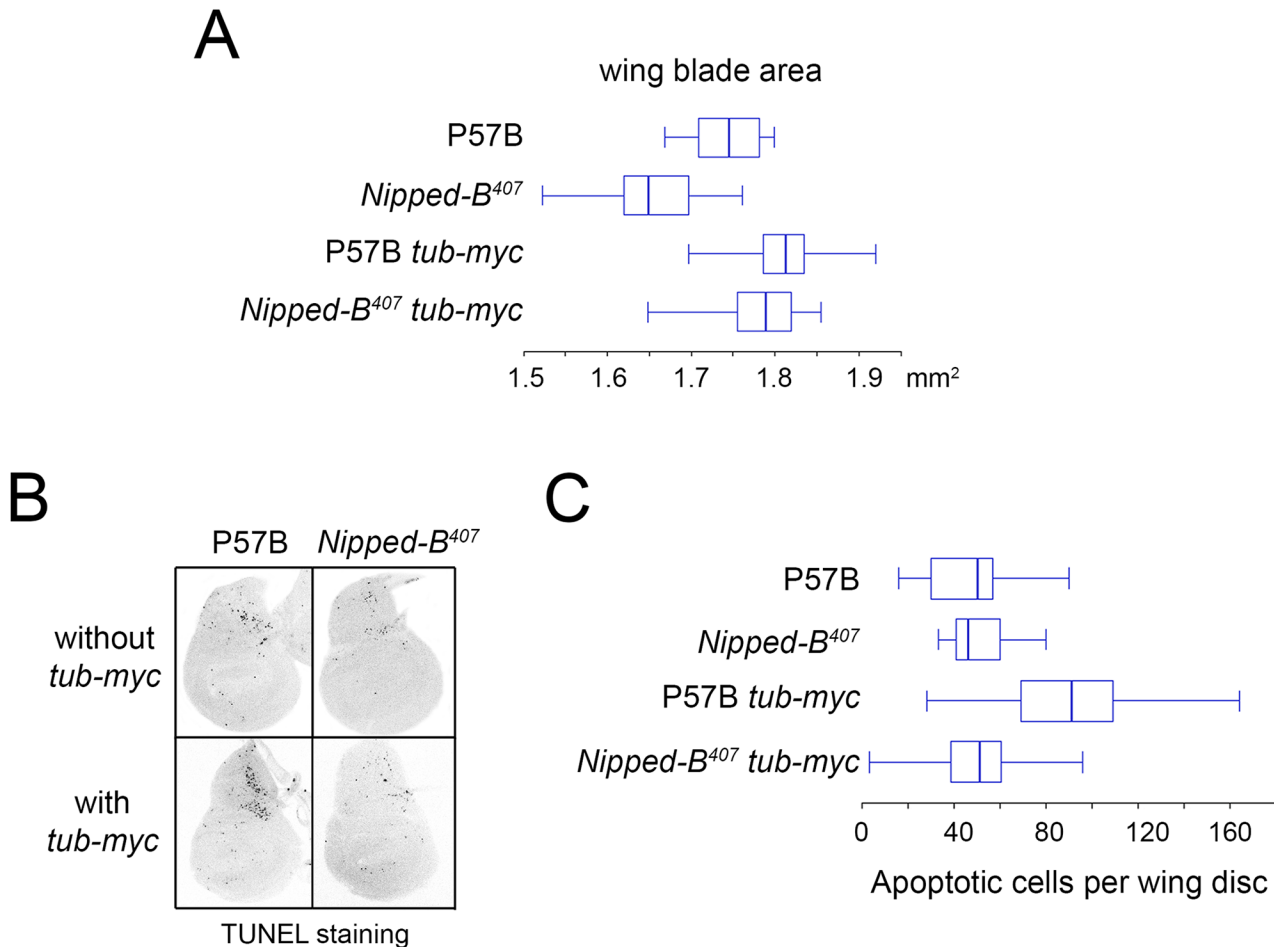 A
wing blade area
P57B
Nipped-B⁴⁰⁷
P57B tub-myc
Nipped-B⁴⁰⁷ tub-myc
1.5 1.6 1.7 1.8 1.9 mm²
B
P57B Nipped-B⁴⁰⁷
without
tub-myc
with
tub-myc
TUNEL staining
C
P57B
Nipped-B⁴⁰⁷
P57B tub-myc
Nipped-B⁴⁰⁷ tub-myc
0 40 80 120 160
Apoptotic cells per wing disc